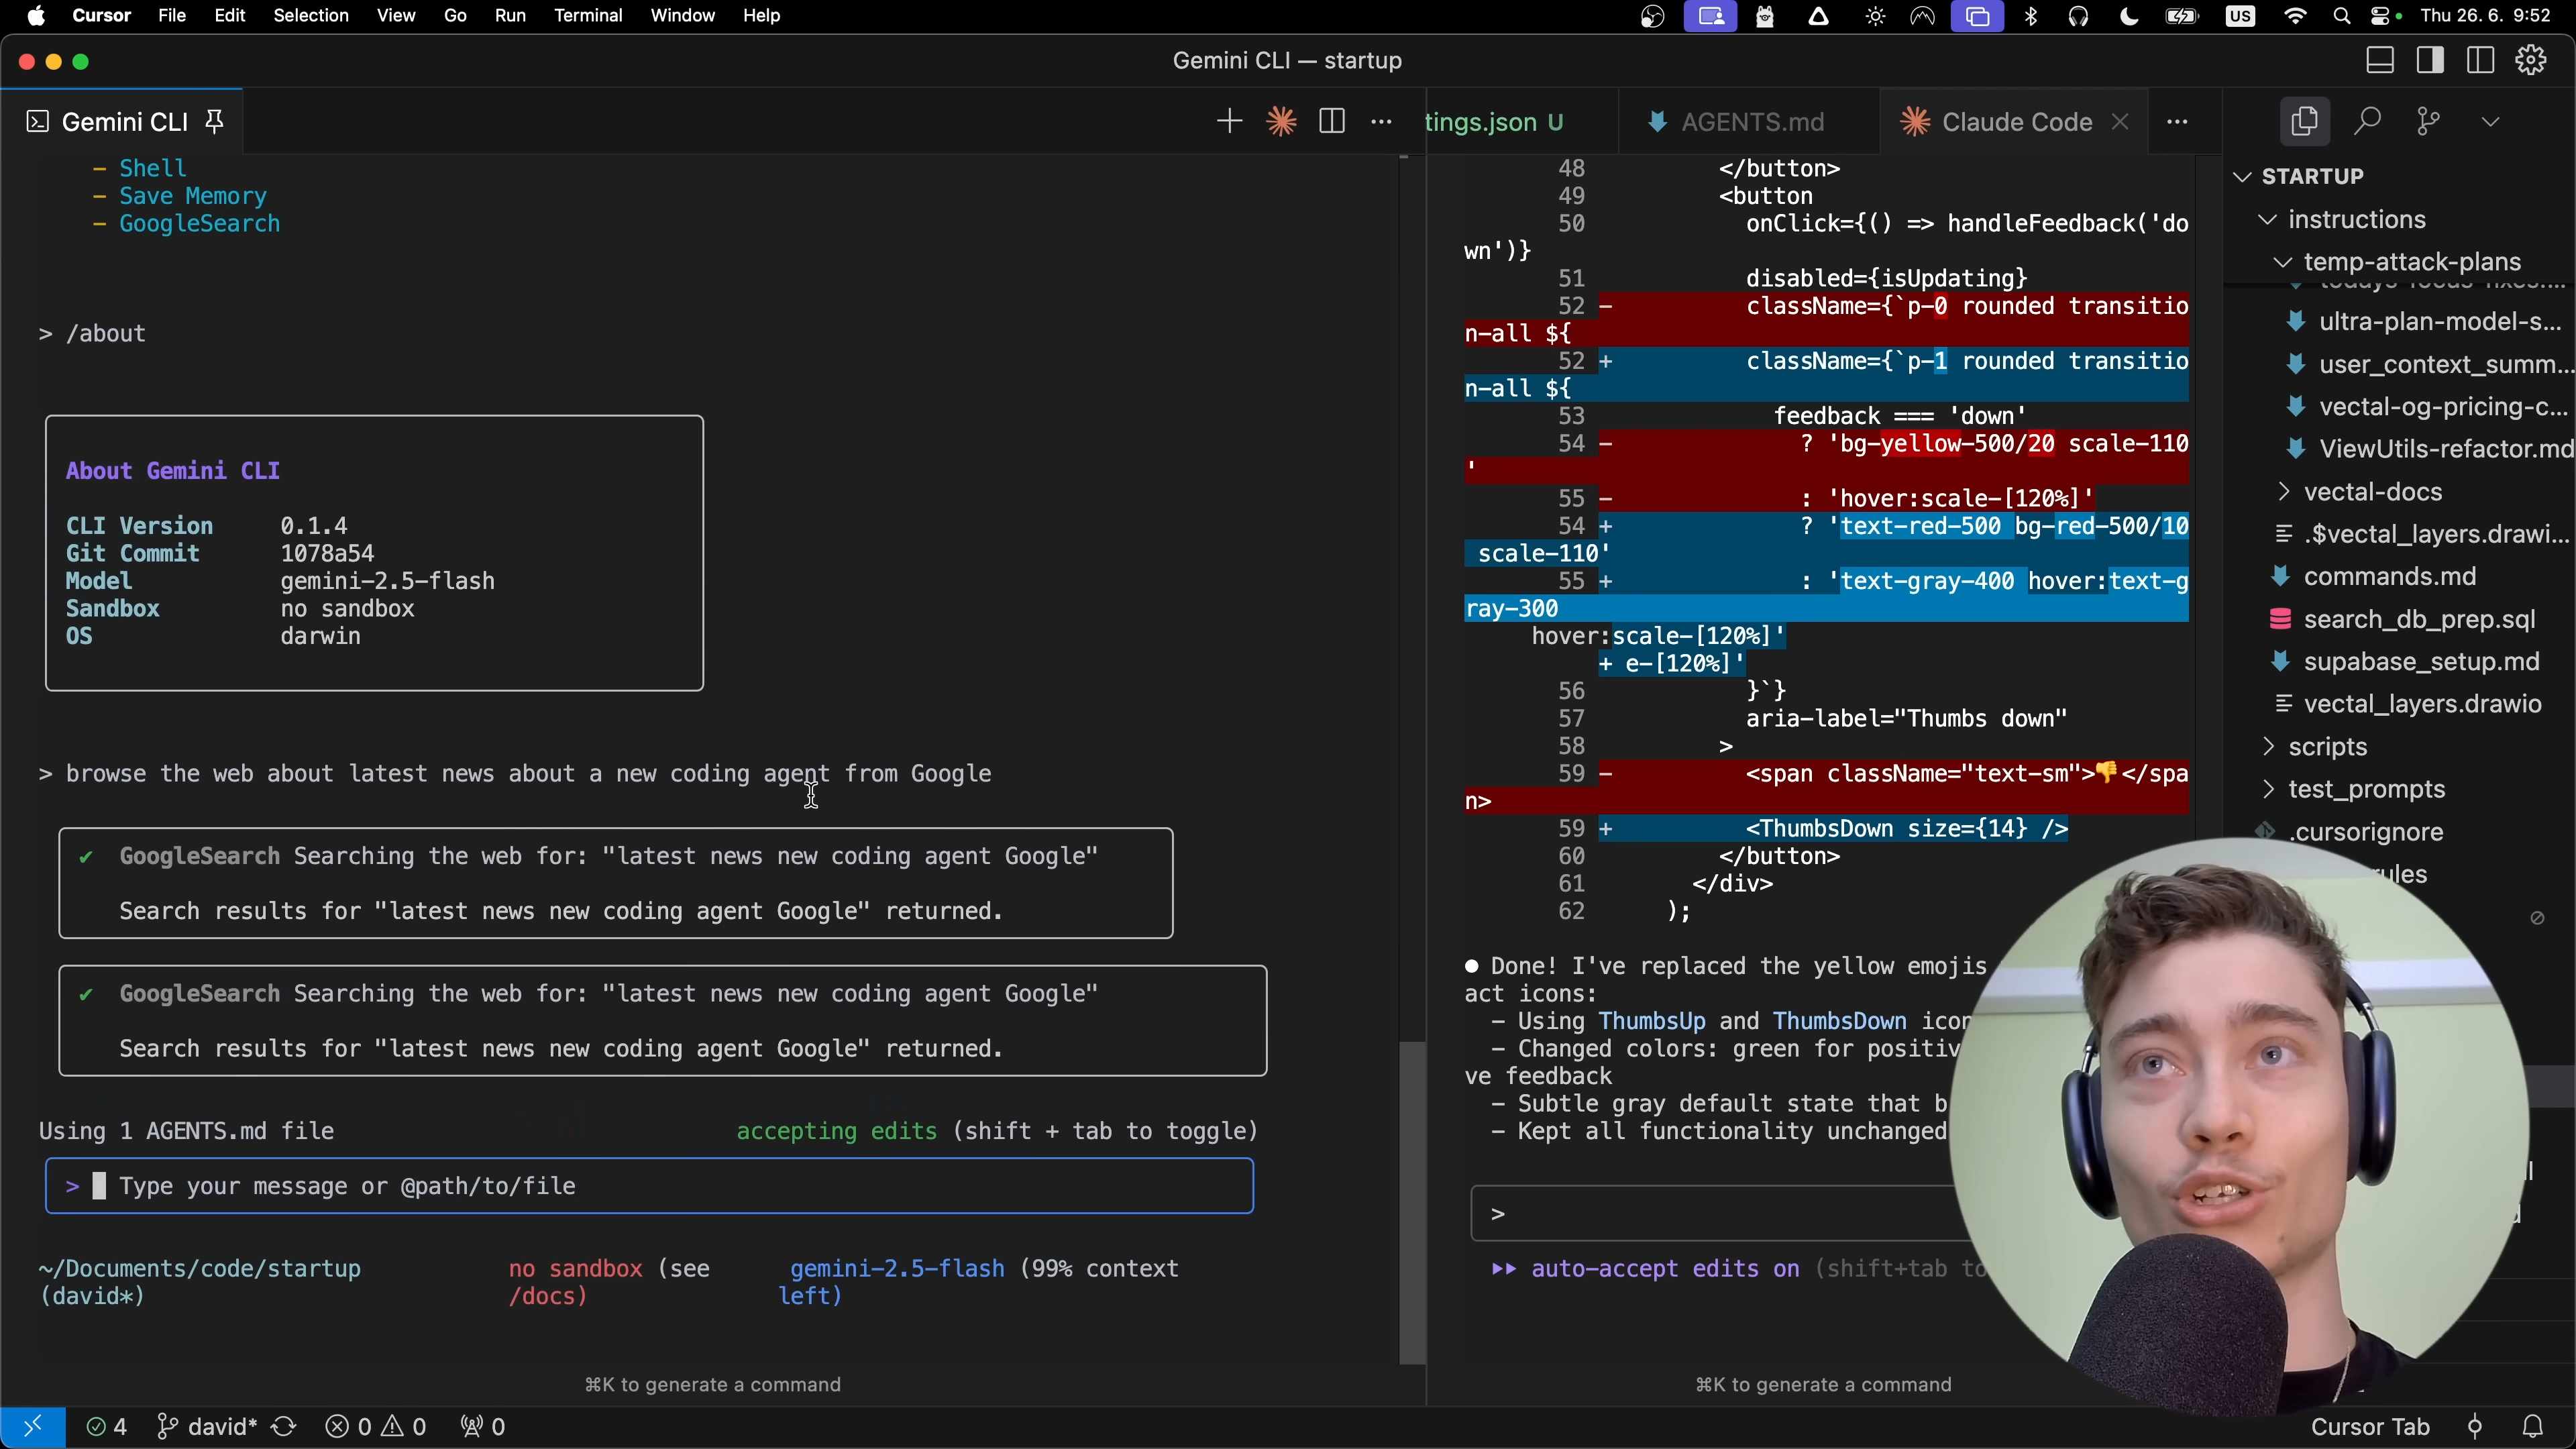 Cursor File Edit Selection View Go Run Terminal Window Help US Thu 26. 6. 9:52
Gemini CLI — startup
Gemini CLI
– Shell
– Save Memory
– GoogleSearch
> /about
About Gemini CLI
CLI Version 0.1.4
Git Commit 1078a54
Model gemini-2.5-flash
Sandbox no sandbox
OS darwin
> browse the web about latest news about a new coding agent from Google
✔ GoogleSearch Searching the web for: "latest news new coding agent Google"
Search results for "latest news new coding agent Google" returned.
✔ GoogleSearch Searching the web for: "latest news new coding agent Google"
Search results for "latest news new coding agent Google" returned.
Using 1 AGENTS.md file accepting edits (shift + tab to toggle)
> Type your message or @path/to/file
~/Documents/code/startup no sandbox (see gemini-2.5-flash (99% context
(david*) /docs) left)
⌘K to generate a command
tings.json U AGENTS.md Claude Code
48 </button>
49 <button
50 onClick={() => handleFeedback('do
wn')}
51 disabled={isUpdating}
52 - className={`p-0 rounded transitio
n-all ${
52 + className={`p-1 rounded transitio
n-all ${
53 feedback === 'down'
54 - ? 'bg-yellow-500/20 scale-110
'
55 - : 'hover:scale-[120%]'
54 + ? 'text-red-500 bg-red-500/10
scale-110'
55 + : 'text-gray-400 hover:text-g
ray-300
hover:scale-[120%]'
+ e-[120%]'
56 }`}
57 aria-label="Thumbs down"
58 >
59 - <span className="text-sm">👎</spa
n>
59 + <ThumbsDown size={14} />
60 </button>
61 </div>
62 );
● Done! I've replaced the yellow emojis
act icons:
– Using ThumbsUp and ThumbsDown icon
– Changed colors: green for positiv
ve feedback
– Subtle gray default state that b
– Kept all functionality unchanged
>
⏵⏵ auto-accept edits on (shift+tab to
⌘K to generate a command
STARTUP
instructions
temp-attack-plans
ultra-plan-model-s...
user_context_summ...
vectal-og-pricing-c...
ViewUtils-refactor.md
vectal-docs
.$vectal_layers.drawi...
commands.md
search_db_prep.sql
supabase_setup.md
vectal_layers.drawio
scripts
test_prompts
.cursorignore
rules
4 david* 0 0 0 Cursor Tab